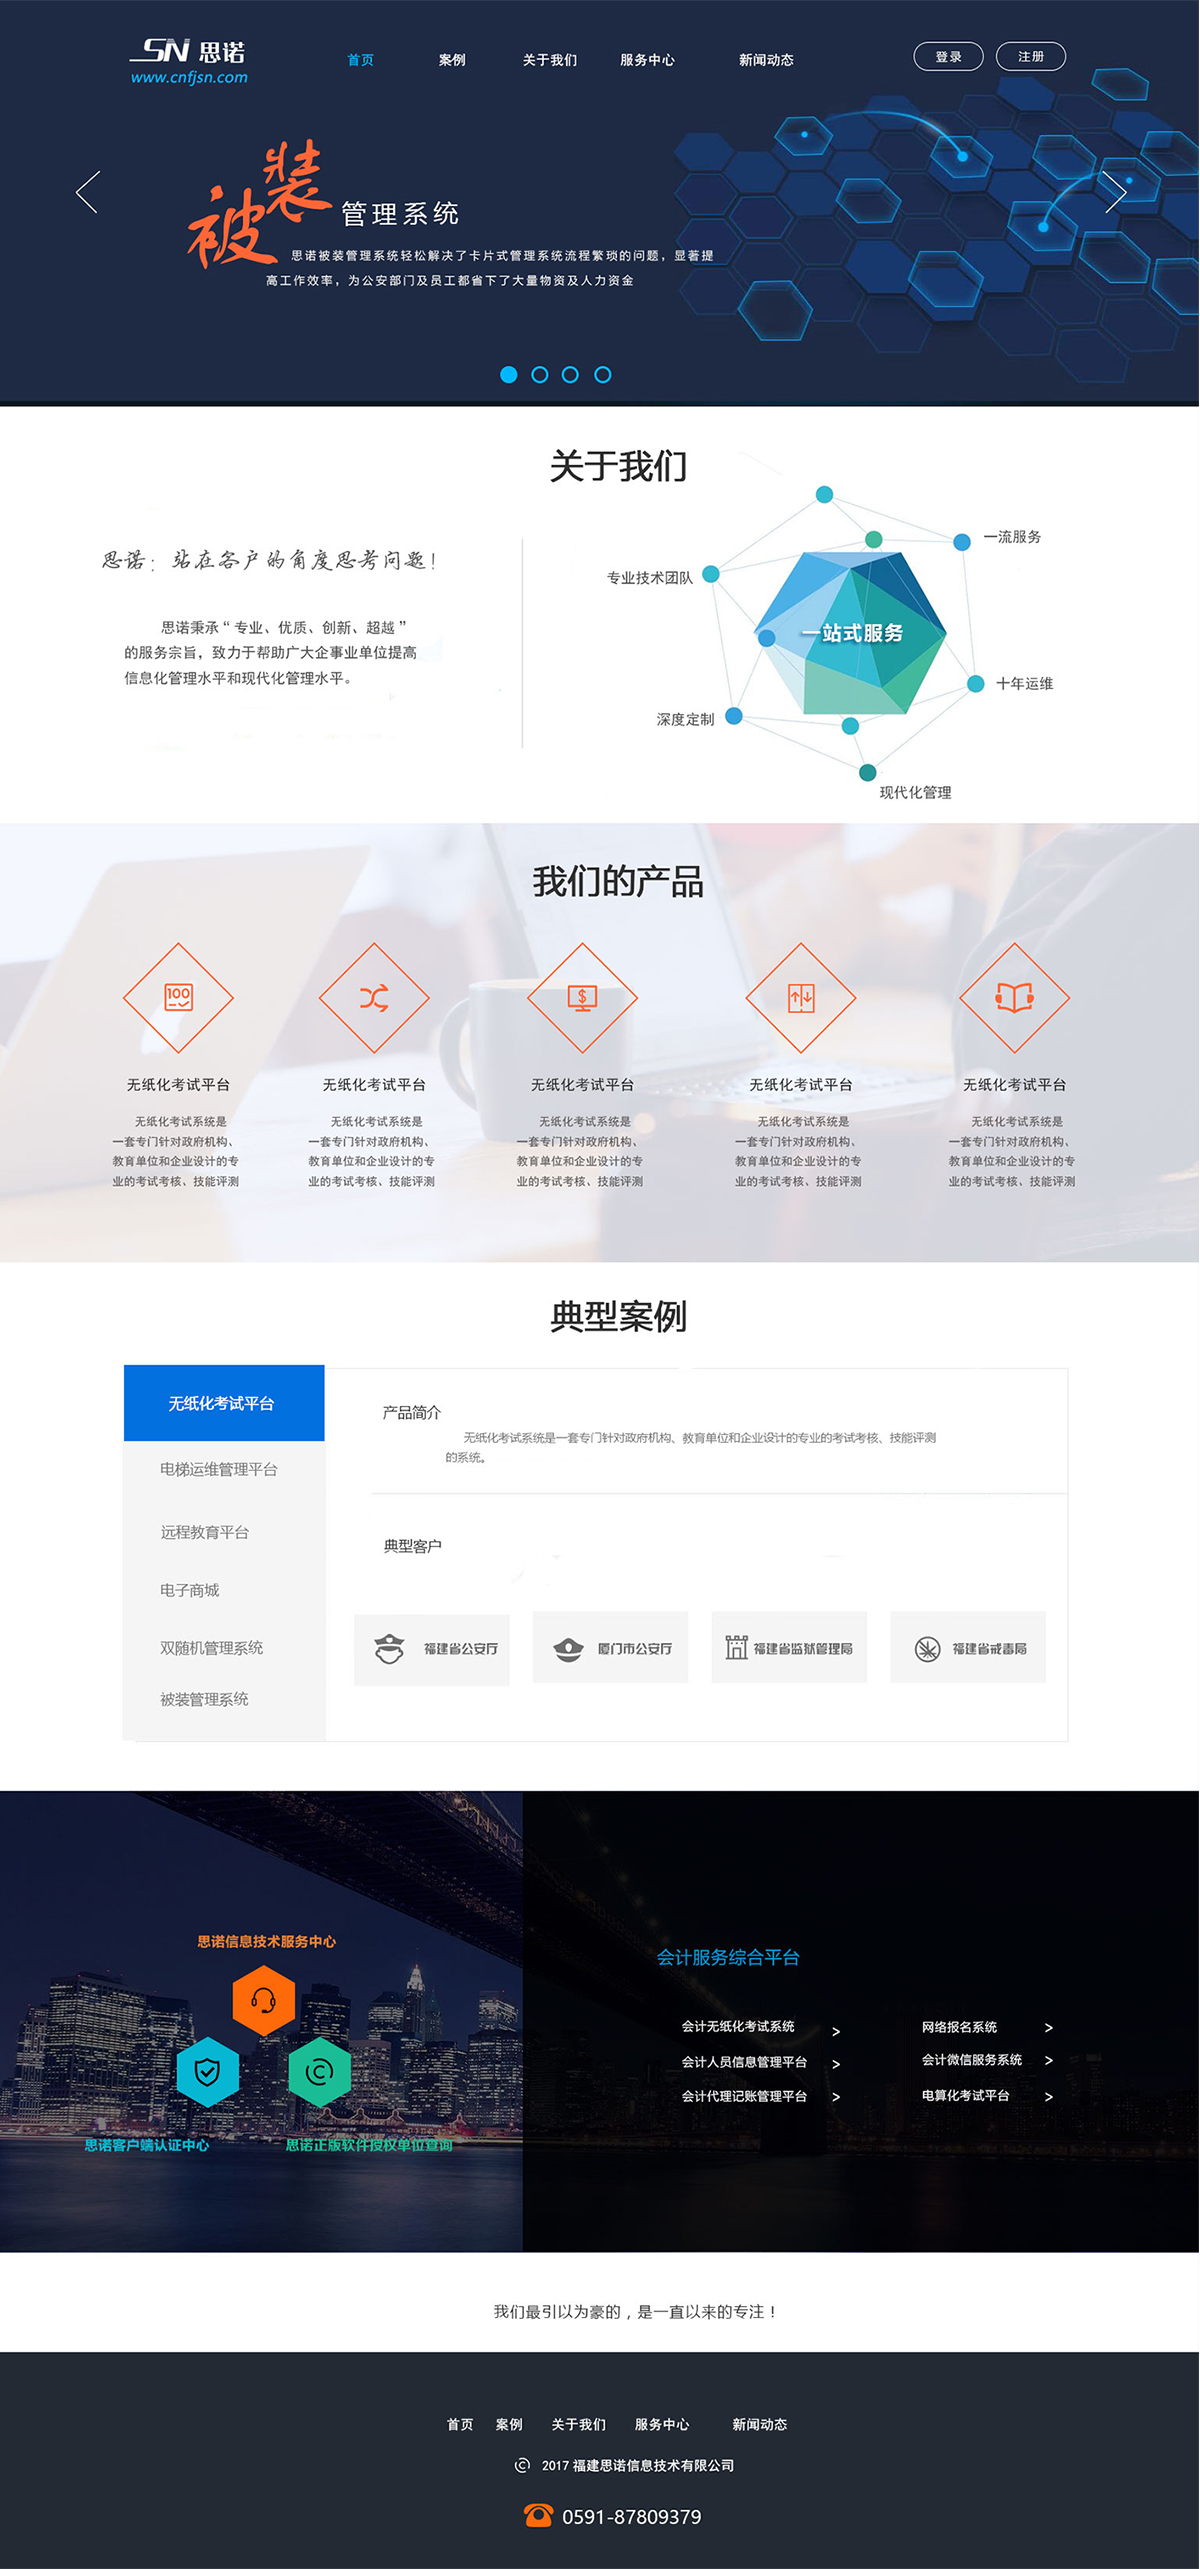 SN 思诺
www.cnfjsn.com
首页 案例 关于我们 服务中心 新闻动态
登录 注册
被装管理系统
思诺被装管理系统轻松解决了卡片式管理系统流程繁琐的问题，显著提
高工作效率，为公安部门及员工都省下了大量物资及人力资金
关于我们
思诺：站在客户的角度思考问题！
思诺秉承“专业、优质、创新、超越”
的服务宗旨，致力于帮助广大企事业单位提高
信息化管理水平和现代化管理水平。
一流服务
专业技术团队
一站式服务
十年运维
深度定制
现代化管理
我们的产品
100
$
无纸化考试平台
无纸化考试系统是
一套专门针对政府机构、
教育单位和企业设计的专
业的考试考核、技能评测
无纸化考试平台
无纸化考试系统是
一套专门针对政府机构、
教育单位和企业设计的专
业的考试考核、技能评测
无纸化考试平台
无纸化考试系统是
一套专门针对政府机构、
教育单位和企业设计的专
业的考试考核、技能评测
无纸化考试平台
无纸化考试系统是
一套专门针对政府机构、
教育单位和企业设计的专
业的考试考核、技能评测
无纸化考试平台
无纸化考试系统是
一套专门针对政府机构、
教育单位和企业设计的专
业的考试考核、技能评测
典型案例
无纸化考试平台
电梯运维管理平台
远程教育平台
电子商城
双随机管理系统
被装管理系统
产品简介
无纸化考试系统是一套专门针对政府机构、教育单位和企业设计的专业的考试考核、技能评测
的系统。
典型客户
福建省公安厅
厦门市公安厅
福建省监狱管理局
福建省戒毒局
思诺信息技术服务中心
思诺客户端认证中心
思诺正版软件授权单位查询
会计服务综合平台
会计无纸化考试系统 >
会计人员信息管理平台 >
会计代理记账管理平台 >
网络报名系统 >
会计微信服务系统 >
电算化考试平台 >
我们最引以为豪的，是一直以来的专注！
首页 案例 关于我们 服务中心 新闻动态
© 2017 福建思诺信息技术有限公司
0591-87809379